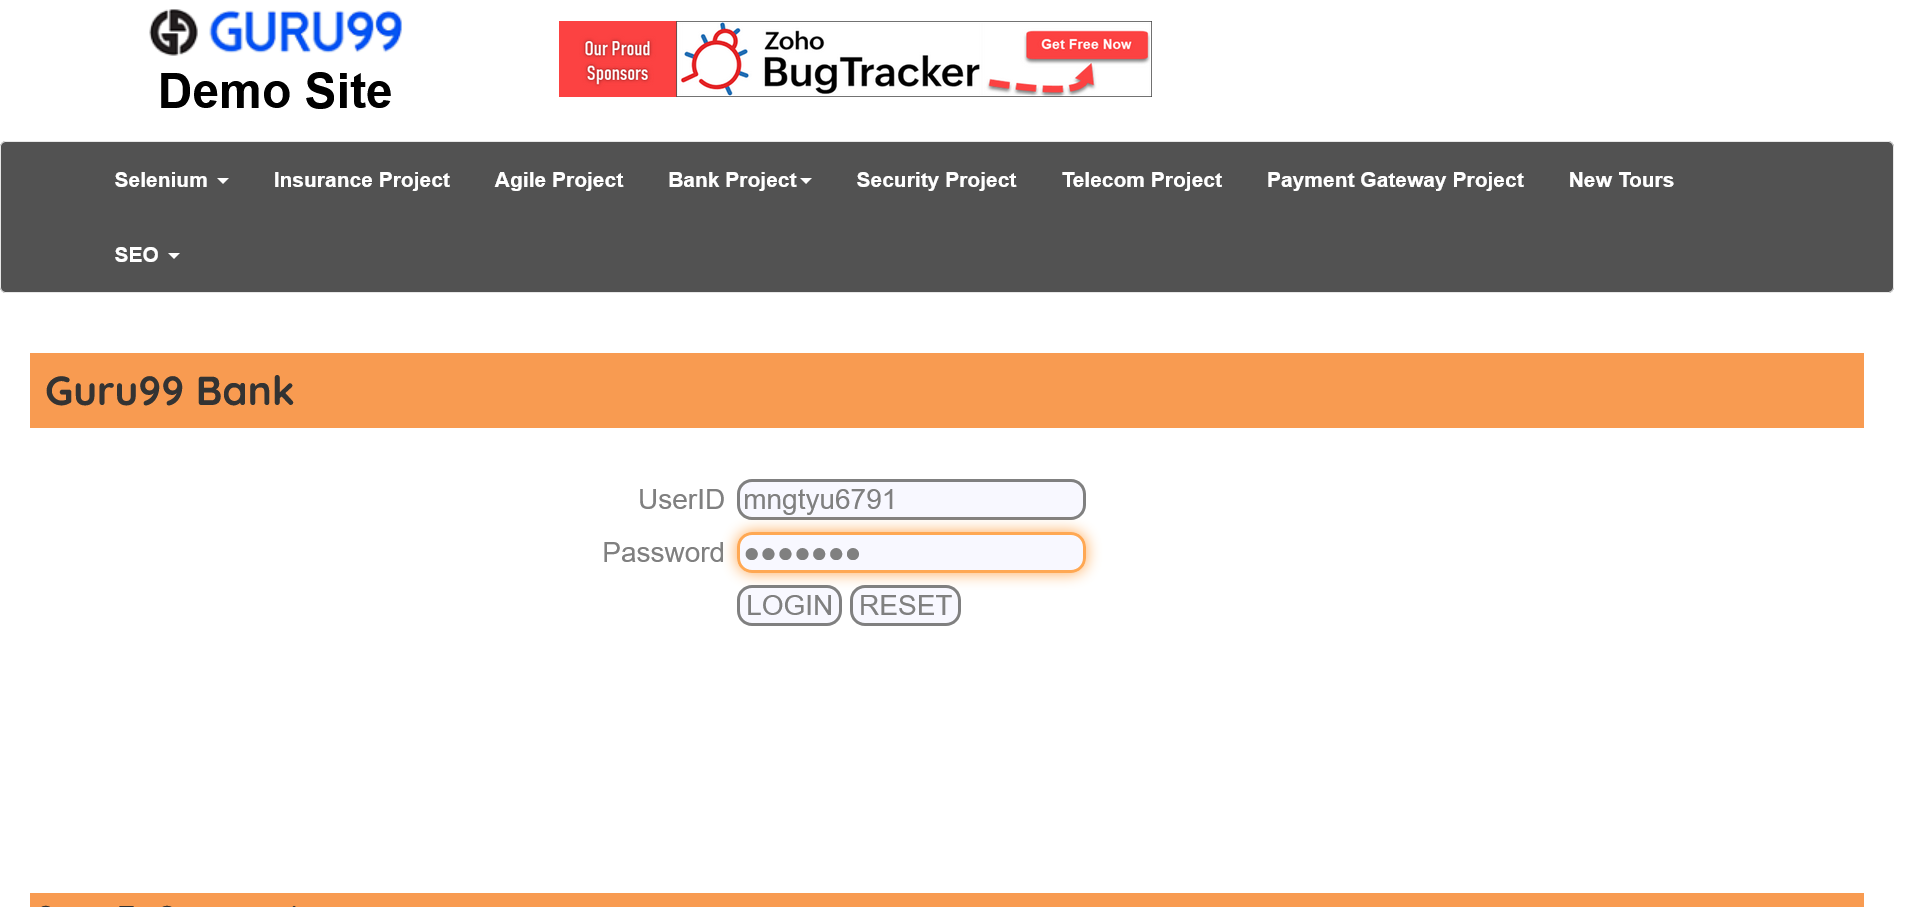 GURU99
Demo Site
Our Proud
Sponsors
Zoho
BugTracker
Get Free Now
Selenium
Insurance Project
Agile Project
Bank Project
Security Project
Telecom Project
Payment Gateway Project
New Tours
SEO
Guru99 Bank
UserID
mngtyu6791
Password
LOGIN
RESET